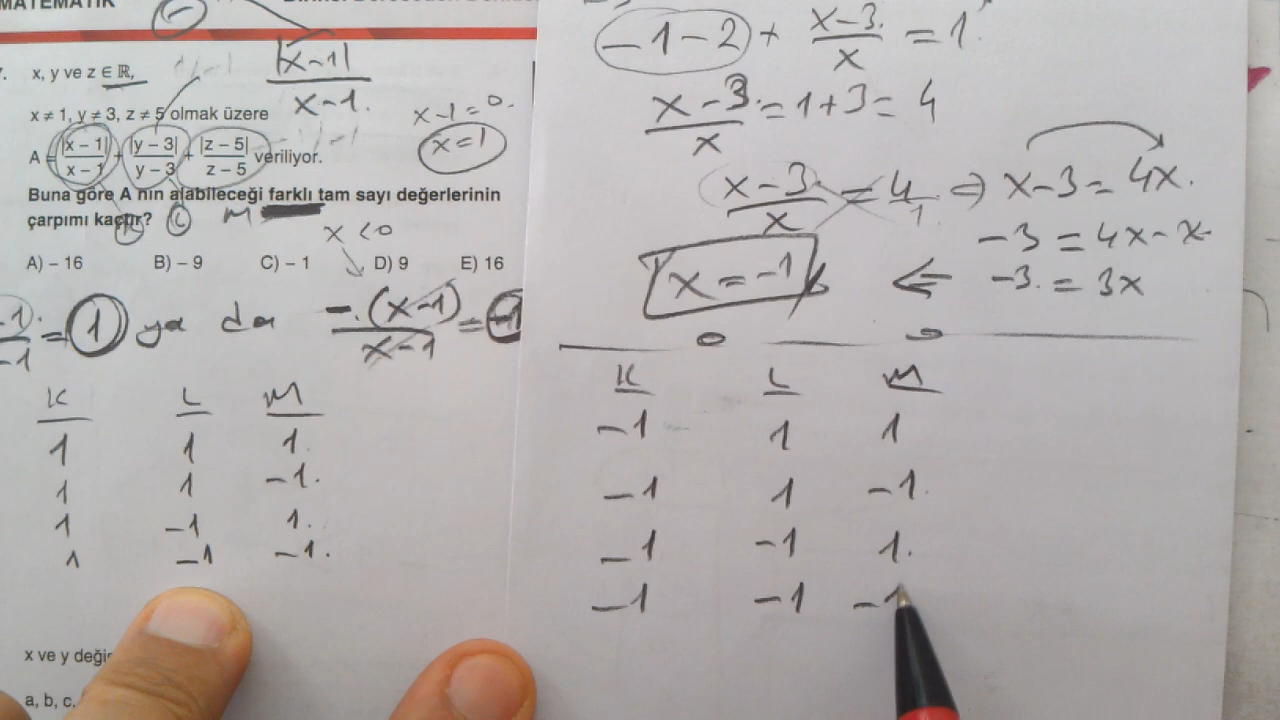 MATEMATİK
7. x, y ve z ∈ ℝ,
x ≠ 1, y ≠ 3, z ≠ 5 olmak üzere
A = |x – 1|/x – 1 + |y – 3|/y – 3 + |z – 5|/z – 5 veriliyor.
Buna göre A nın alabileceği farklı tam sayı değerlerinin
çarpımı kaçtır?
K L M
A) – 16 B) – 9 C) – 1 D) 9 E) 16
|x–1|/x–1.
x–1=0.
x=1
x<0
= 1 ya da –.(x–1)/x–1 = –1
K L M
1 1 1.
1 1 –1.
1 –1 1.
1 –1 –1.
x ve y
a, b, c.
–1–2 + x–3/x = 1
x–3/x = 1+3 = 4
x–3/x = 4/1 ⇒ x–3 = 4x.
–3 = 4x–x
x = –1 ⇐ –3 = 3x
K L M
–1 1 1
–1 1 –1.
–1 –1 1.
–1 –1 –1